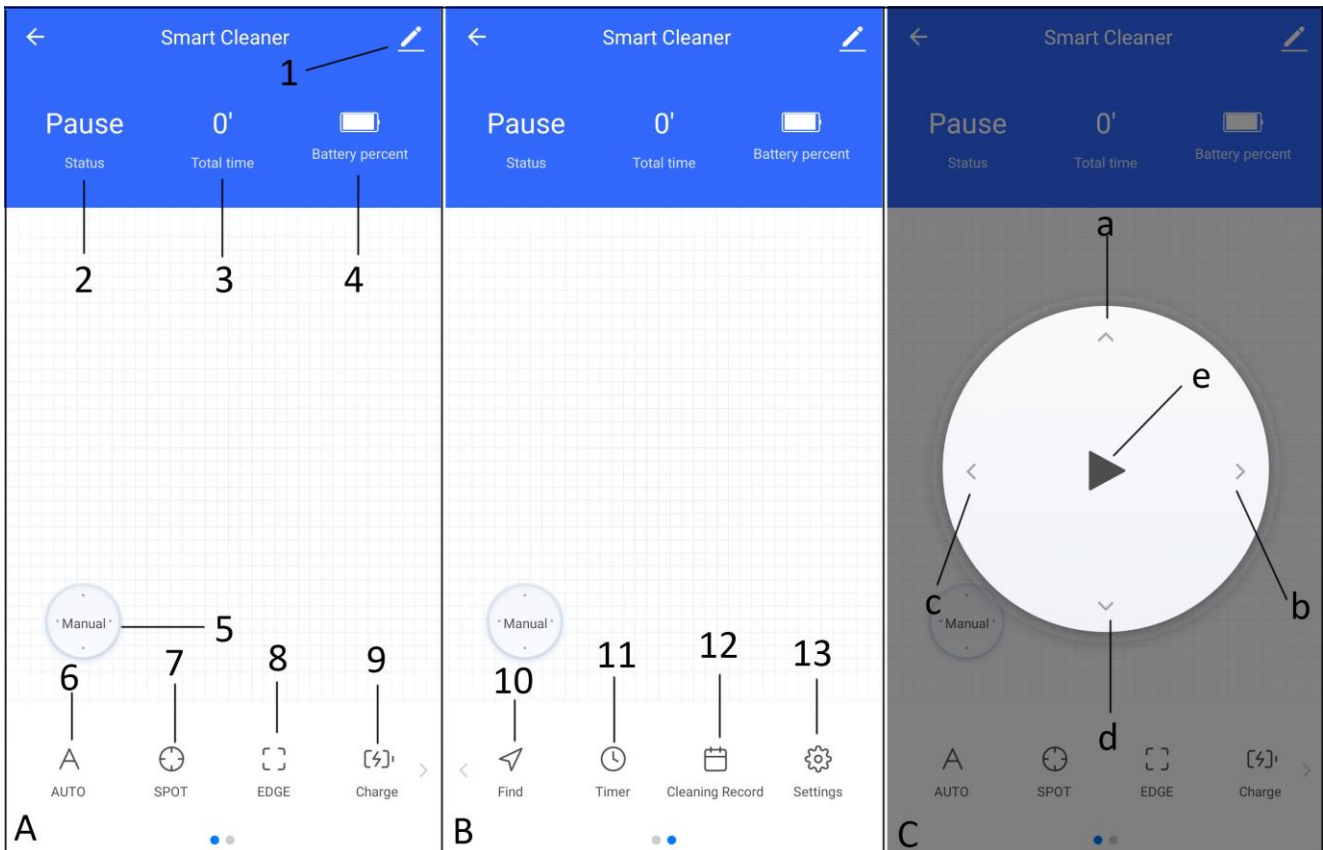 Smart Cleaner
1
Pause 0'
Status Total time Battery percent
2 3 4
Manual
5
6 7 8 9
AUTO SPOT EDGE Charge
A
Smart Cleaner
Pause 0'
Status Total time Battery percent
Manual
10 11 12 13
Find Timer Cleaning Record Settings
B
Smart Cleaner
Pause 0'
Status Total time Battery percent
a
e
c b
Manual
d
AUTO SPOT EDGE Charge
C